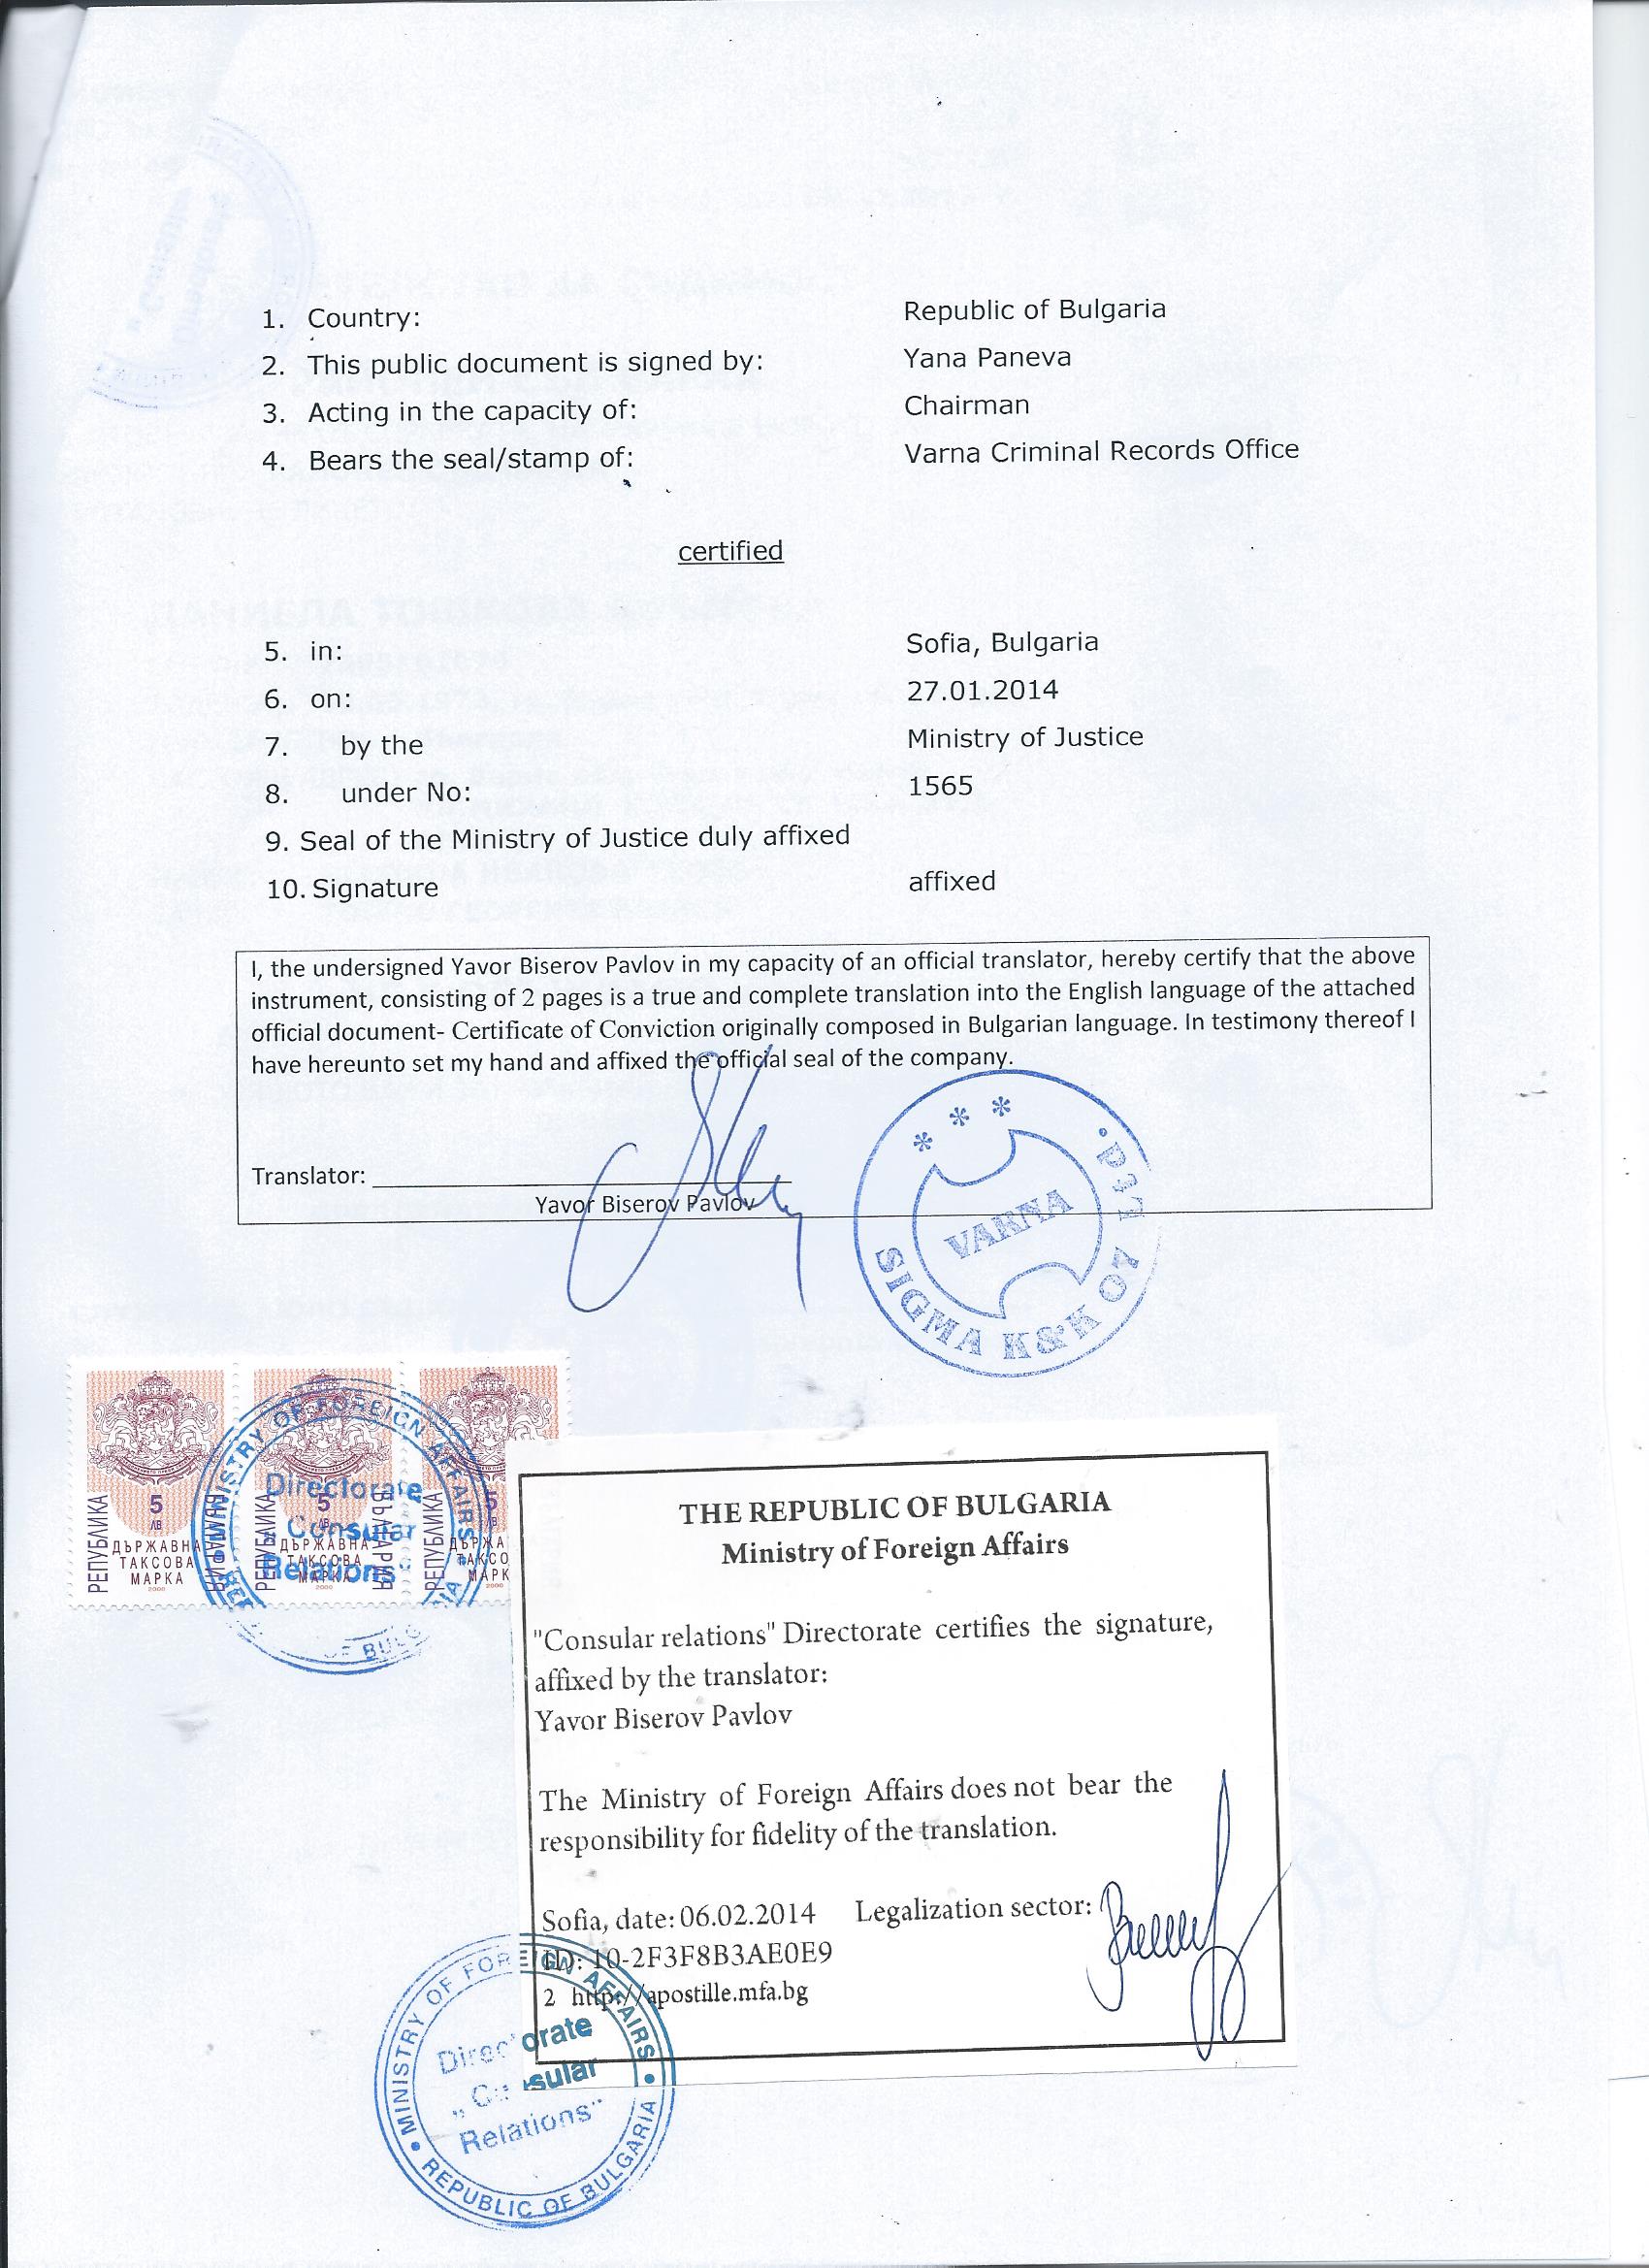 1. Country: Republic of Bulgaria
2. This public document is signed by: Yana Paneva
3. Acting in the capacity of: Chairman
4. Bears the seal/stamp of: Varna Criminal Records Office
certified
5. in: Sofia, Bulgaria
6. on: 27.01.2014
7. by the Ministry of Justice
8. under No: 1565
9. Seal of the Ministry of Justice duly affixed
10. Signature affixed
I, the undersigned Yavor Biserov Pavlov in my capacity of an official translator, hereby certify that the above
instrument, consisting of 2 pages is a true and complete translation into the English language of the attached
official document- Certificate of Conviction originally composed in Bulgarian language. In testimony thereof I
have hereunto set my hand and affixed the official seal of the company.
Translator:
Yavor Biserov Pavlov
* * *
VARNA
SIGMA K&K 07 Ltd.
РЕПУБЛИКА БЪЛГАРИЯ
5
ЛВ
ДЪРЖАВНА
ТАКСОВА
МАРКА
2000
РЕПУБЛИКА БЪЛГАРИЯ
5
ЛВ
ДЪРЖАВНА
ТАКСОВА
МАРКА
2000
РЕПУБЛИКА
5
ЛВ
2000
MINISTRY OF FOREIGN AFFAIRS
Directorate
„Consular
Relations"
THE REPUBLIC OF BULGARIA
Ministry of Foreign Affairs
"Consular relations" Directorate certifies the signature,
affixed by the translator:
Yavor Biserov Pavlov
The Ministry of Foreign Affairs does not bear the
responsibility for fidelity of the translation.
Sofia, date: 06.02.2014 Legalization sector:
ID: 10-2F3F8B3AE0E9
2 http://apostille.mfa.bg
MINISTRY OF FOREIGN AFFAIRS
Directorate
„Consular
Relations"
REPUBLIC OF BULGARIA